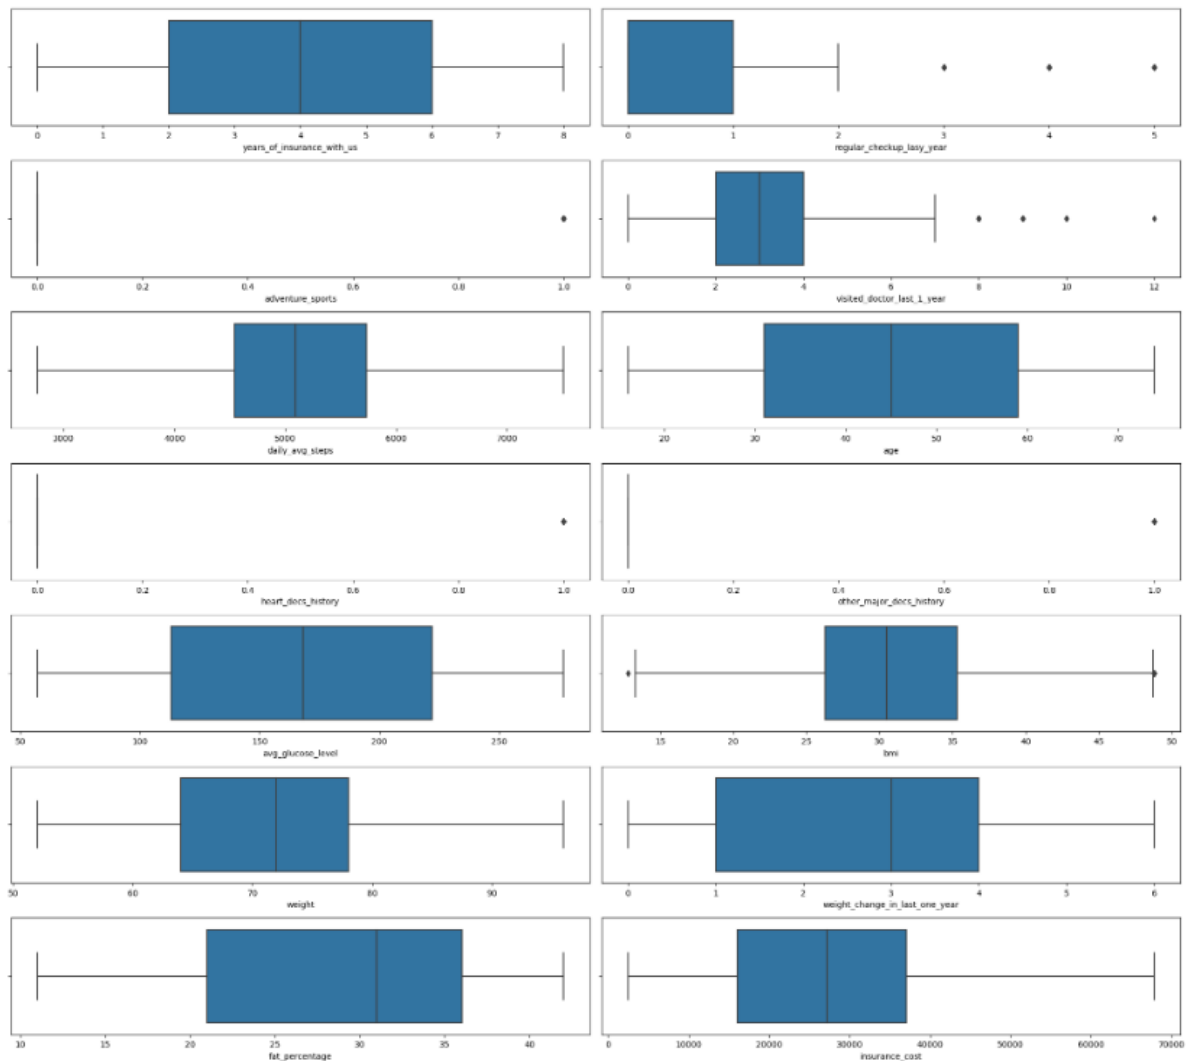 0 1 2 3 4 5 6 7 8
years_of_insurance_with_us
0 1 2 3 4 5
regular_checkup_lasy_year
0.0 0.2 0.4 0.6 0.8 1.0
adventure_sports
0 2 4 6 8 10 12
visited_doctor_last_1_year
3000 4000 5000 6000 7000
daily_avg_steps
20 30 40 50 60 70
age
0.0 0.2 0.4 0.6 0.8 1.0
heart_decs_history
0.0 0.2 0.4 0.6 0.8 1.0
other_major_decs_history
50 100 150 200 250
avg_glucose_level
15 20 25 30 35 40 45 50
bmi
50 60 70 80 90
weight
0 1 2 3 4 5 6
weight_change_in_last_one_year
10 15 20 25 30 35 40
fat_percentage
0 10000 20000 30000 40000 50000 60000 70000
insurance_cost